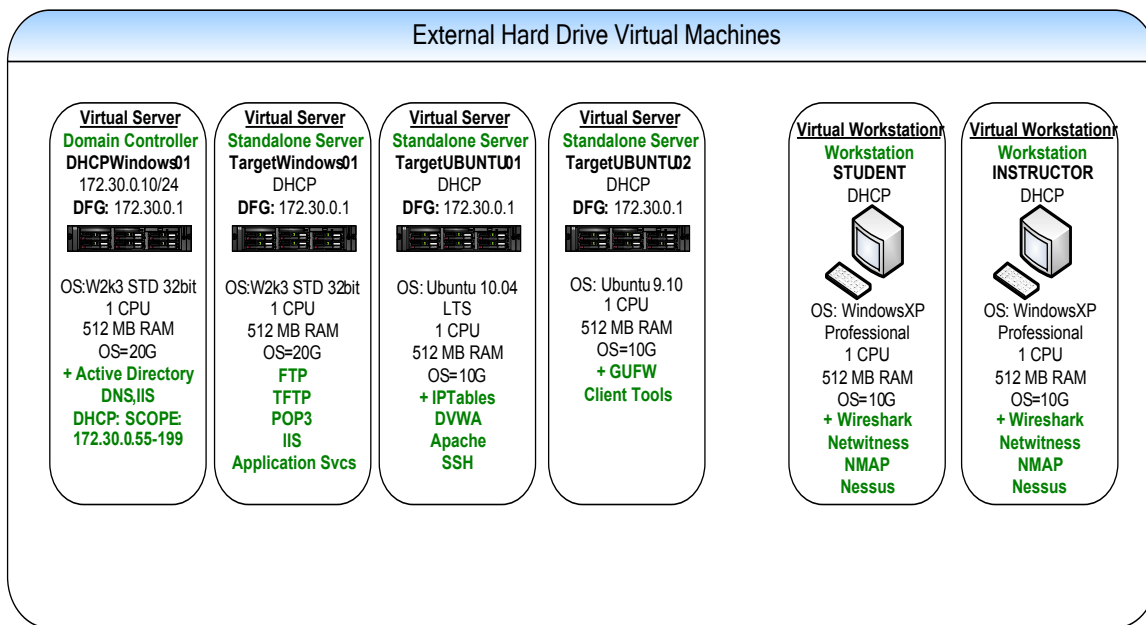 External Hard Drive Virtual Machines
Virtual Server
Domain Controller
DHCPWindows01
172.30.0.10/24
DFG: 172.30.0.1
OS:W2k3 STD 32bit
1 CPU
512 MB RAM
OS=20G
+ Active Directory
DNS,IIS
DHCP: SCOPE:
172.30.0.55-199
Virtual Server
Standalone Server
TargetWindows01
DHCP
DFG: 172.30.0.1
OS:W2k3 STD 32bit
1 CPU
512 MB RAM
OS=20G
FTP
TFTP
POP3
IIS
Application Svcs
Virtual Server
Standalone Server
TargetUBUNTU01
DHCP
DFG: 172.30.0.1
OS: Ubuntu 10.04
LTS
1 CPU
512 MB RAM
OS=10G
+ IPTables
DVWA
Apache
SSH
Virtual Server
Standalone Server
TargetUBUNTU02
DHCP
DFG: 172.30.0.1
OS: Ubuntu 9.10
1 CPU
512 MB RAM
OS=10G
+ GUFW
Client Tools
Virtual Workstationr
Workstation
STUDENT
DHCP
OS: WindowsXP
Professional
1 CPU
512 MB RAM
OS=10G
+ Wireshark
Netwitness
NMAP
Nessus
Virtual Workstationr
Workstation
INSTRUCTOR
DHCP
OS: WindowsXP
Professional
1 CPU
512 MB RAM
OS=10G
+ Wireshark
Netwitness
NMAP
Nessus